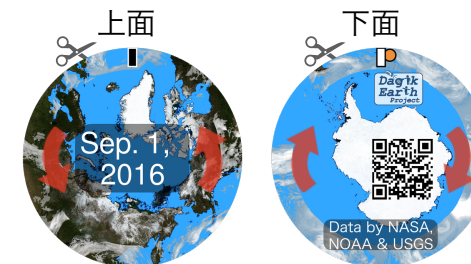 上面
下面
Sep. 1,
2016
Dagik
Earth
Project
Data by NASA,
NOAA & USGS